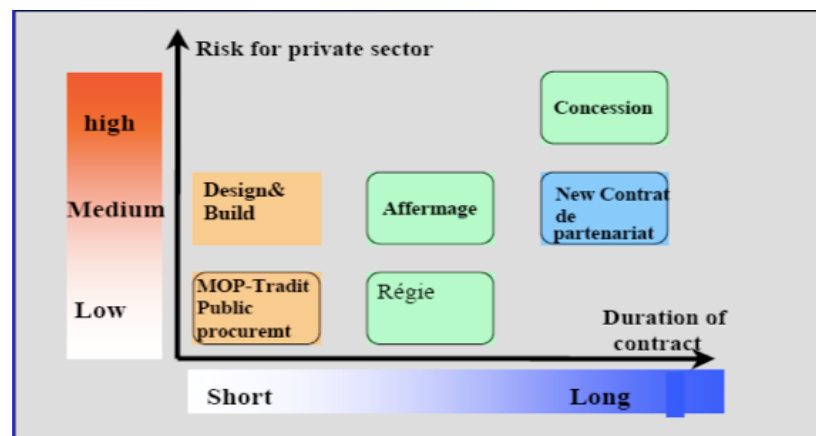 Risk for private sector
high
Concession
Medium
Design&
Build
Affermage
New Contrat
de
partenariat
Low
MOP-Tradit
Public
procuremt
Régie
Duration of
contract
Short
Long